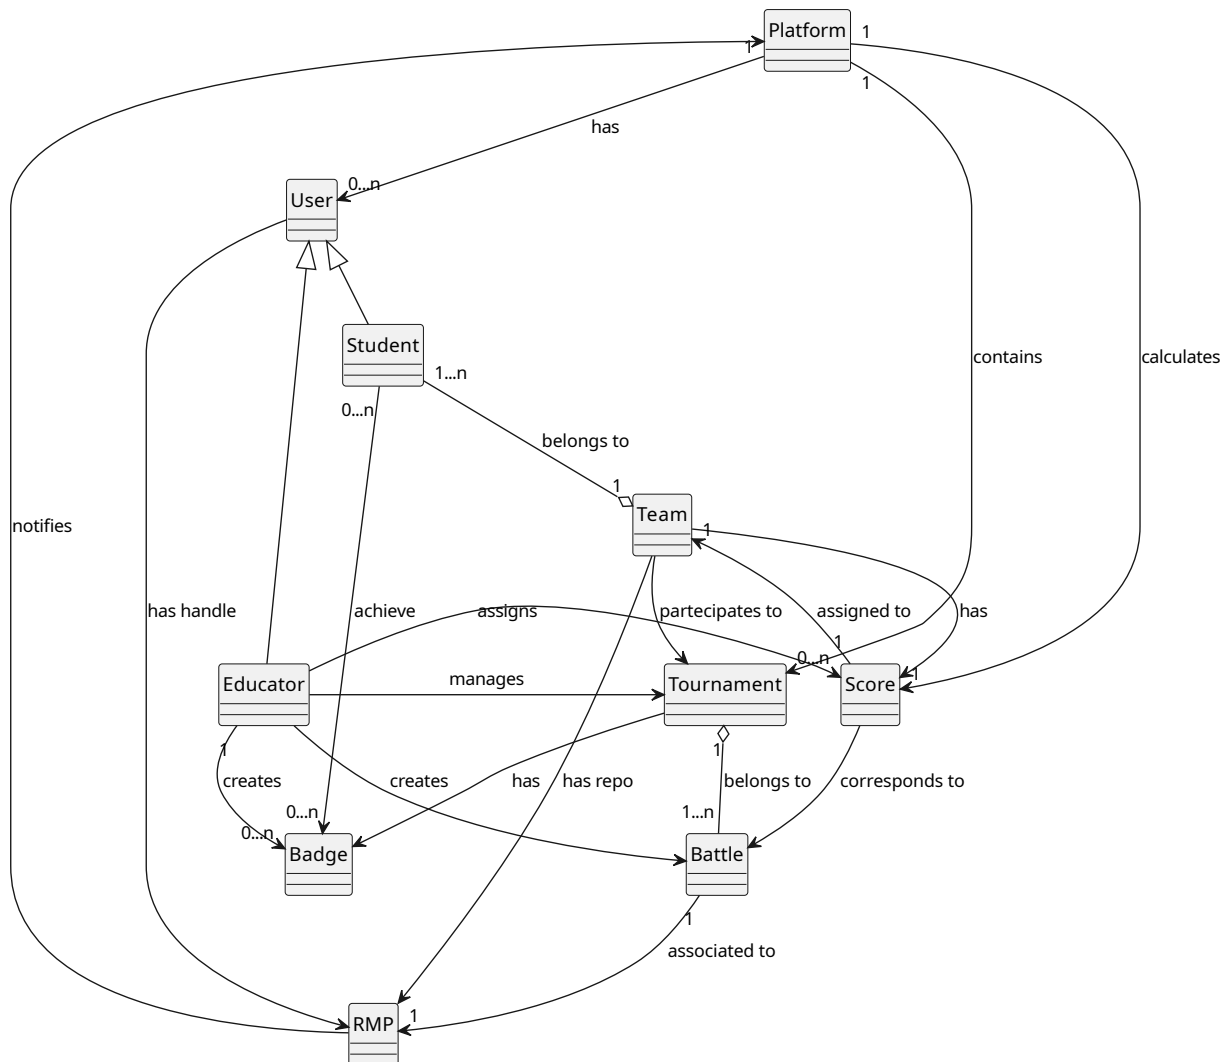 Platform
1
1
1
has
0...n
User
Student
1...n
0...n
contains
calculates
belongs to
1
Team
1
notifies
has handle
achieve
assigns
partecipates to
assigned to
has
1
0...n
1
Educator
manages
Tournament
Score
1
1
creates
creates
has
has repo
belongs to
corresponds to
0...n
0...n
1...n
Badge
Battle
1
associated to
1
RMP